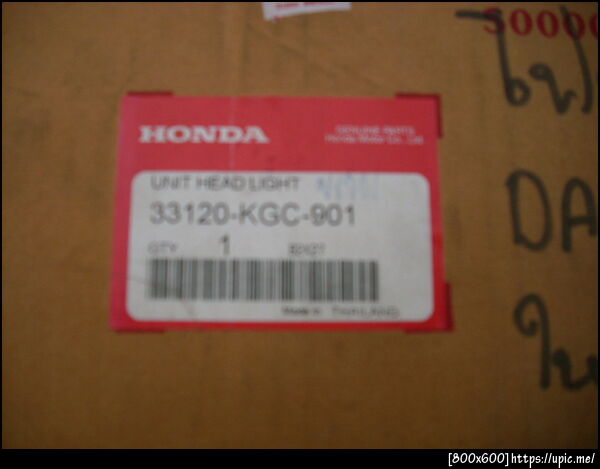 50000
HONDA
GENUINE PARTS
Honda Motor Co., Ltd.
UNIT HEAD LIGHT
33120-KGC-901
QTY 1
Made in THAILAND
DA
[800x600]https://upic.me/